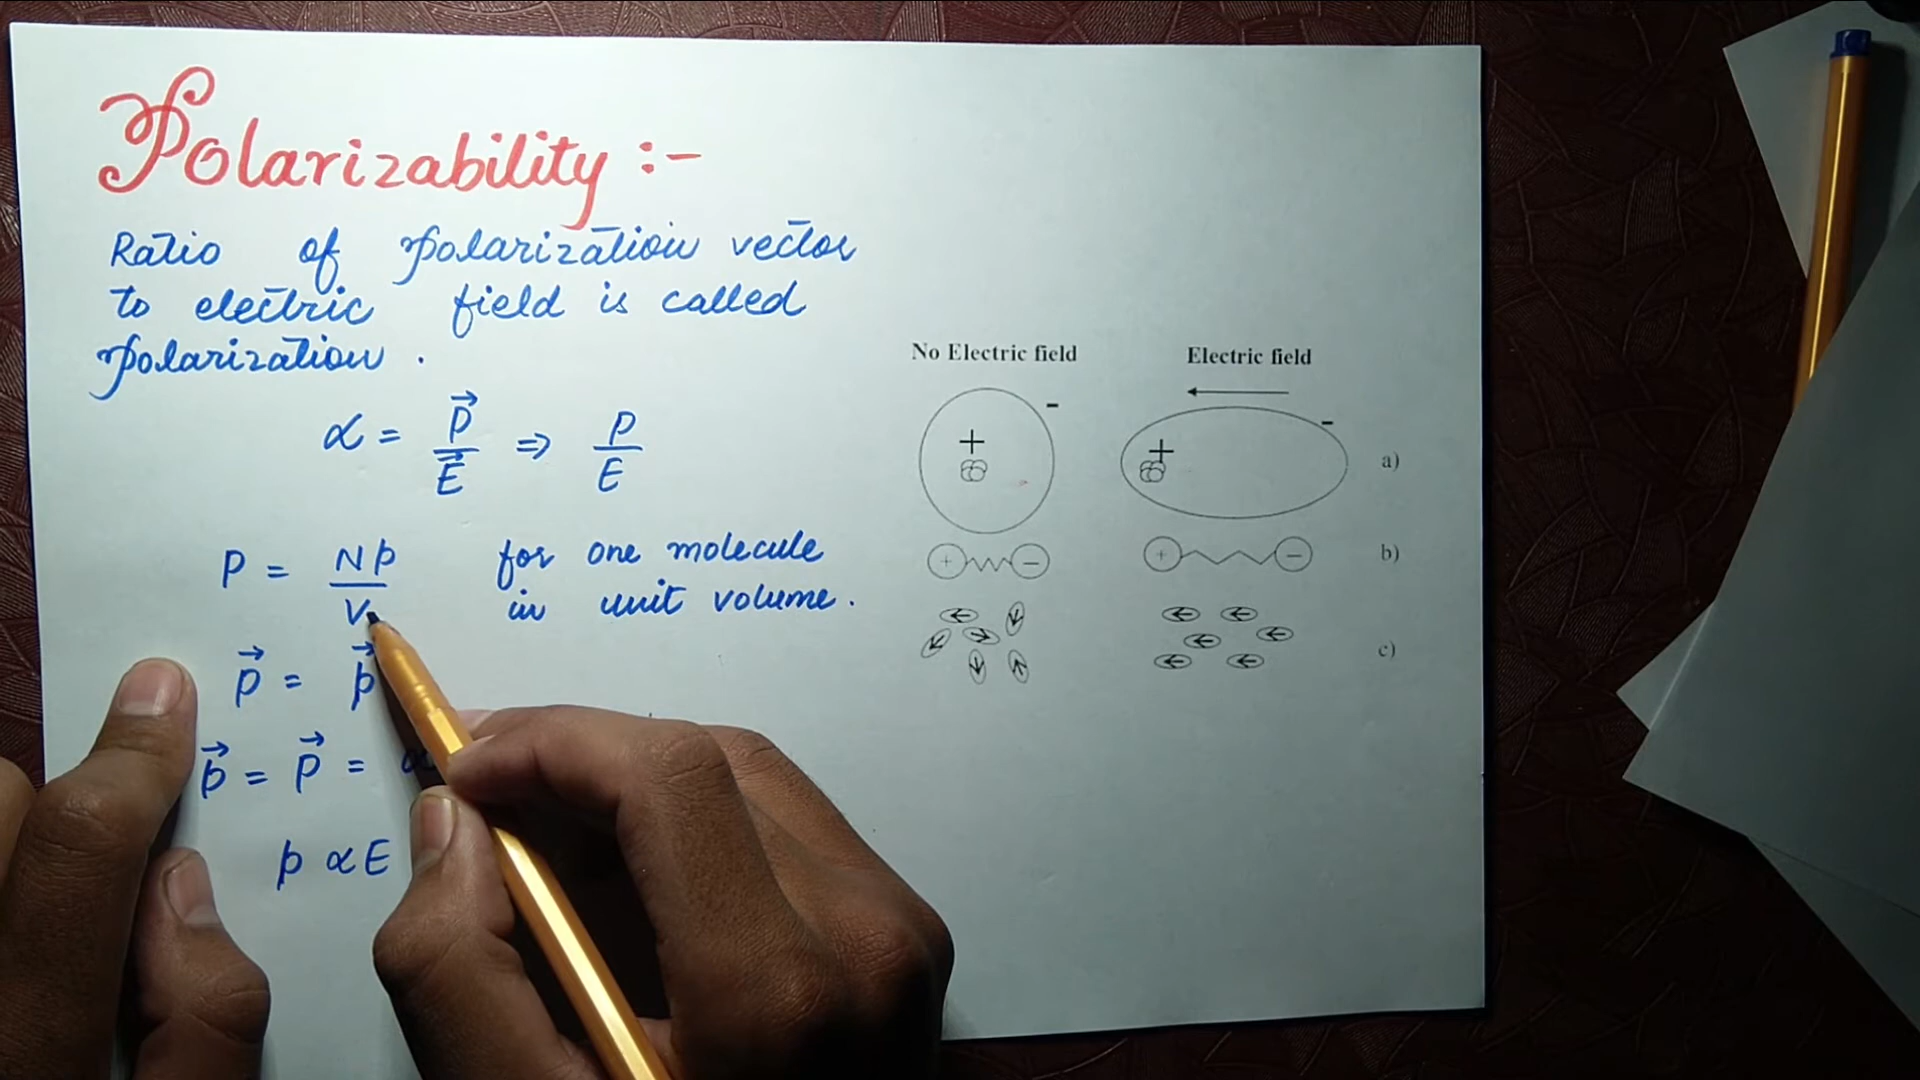 Polarizability :-
Ratio of polarization vector
to electric field is called
polarization .
α = P⃗/E⃗ ⇒ P/E
P = Np/V for one molecule
in unit volume .
P⃗ = p⃗
p⃗ = P⃗ = α
p α E
No Electric field
Electric field
-
-
+
+
a)
+
−
+
−
b)
c)